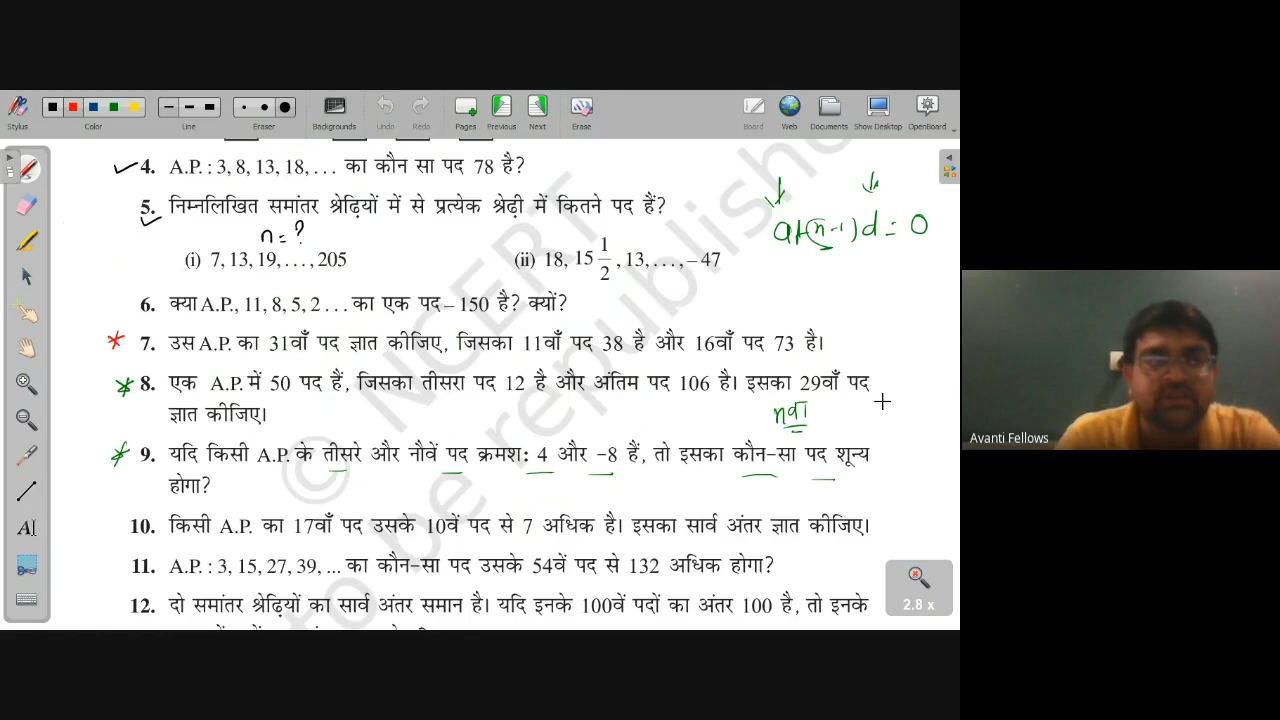 Stylus Color Line Eraser Backgrounds Undo Redo Pages Previous Next Erase Board Web Documents Show Desktop OpenBoard
4. A.P. : 3, 8, 13, 18, . . . का कौन सा पद 78 है?
5. निम्नलिखित समांतर श्रेढ़ियों में से प्रत्येक श्रेढ़ी में कितने पद हैं?
a+(n-1)d = 0
n = ?
(i) 7, 13, 19, . . ., 205 (ii) 18, 15 1/2, 13, . . ., – 47
6. क्या A.P., 11, 8, 5, 2 . . . का एक पद – 150 है? क्यों?
7. उस A.P. का 31वाँ पद ज्ञात कीजिए, जिसका 11वाँ पद 38 है और 16वाँ पद 73 है।
8. एक A.P. में 50 पद हैं, जिसका तीसरा पद 12 है और अंतिम पद 106 है। इसका 29वाँ पद
ज्ञात कीजिए।
nवाँ
9. यदि किसी A.P. के तीसरे और नौवें पद क्रमशः 4 और -8 हैं, तो इसका कौन-सा पद शून्य
होगा?
10. किसी A.P. का 17वाँ पद उसके 10वें पद से 7 अधिक है। इसका सार्व अंतर ज्ञात कीजिए।
11. A.P. : 3, 15, 27, 39, ... का कौन-सा पद उसके 54वें पद से 132 अधिक होगा?
12. दो समांतर श्रेढ़ियों का सार्व अंतर समान है। यदि इनके 100वें पदों का अंतर 100 है, तो इनके
© NCERT
to be republished
2.8 x
Avanti Fellows